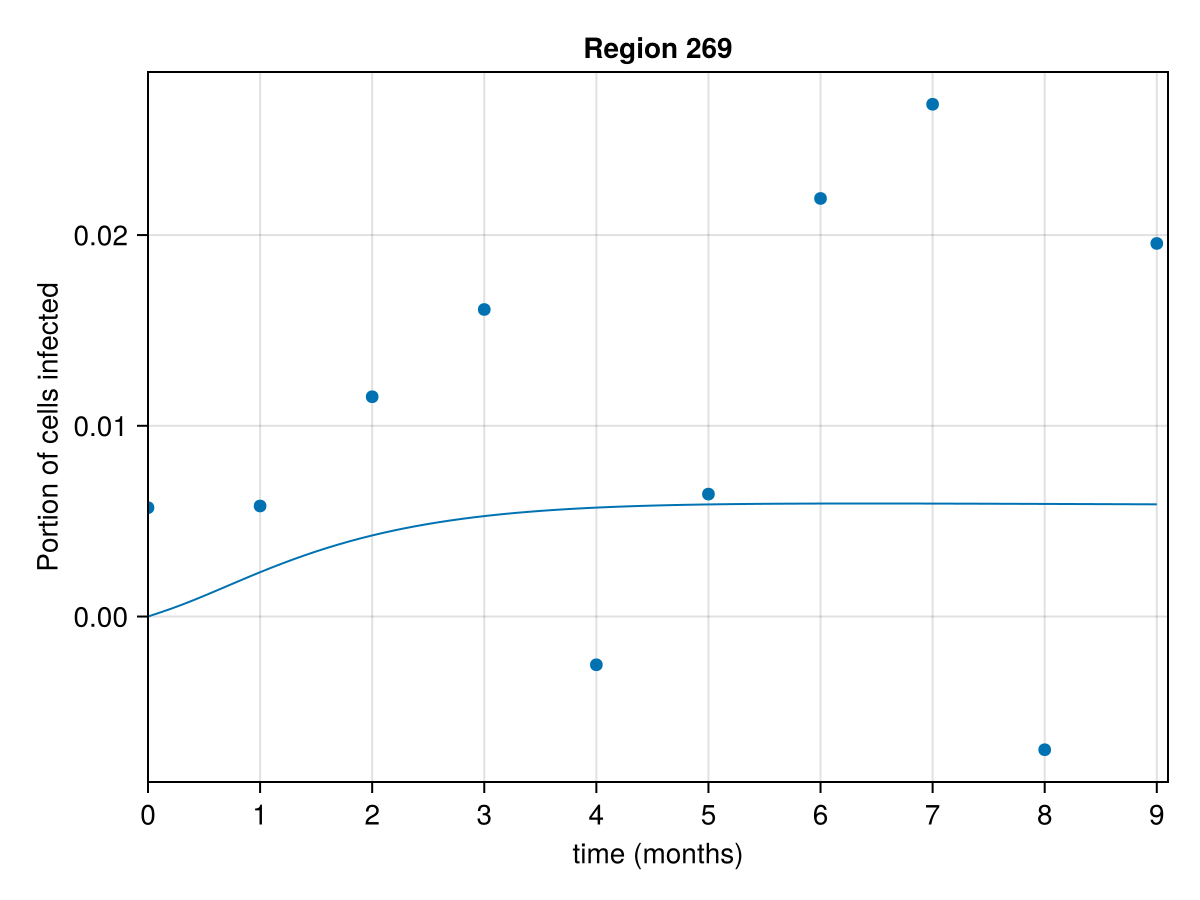 Region 269
Portion of cells infected
0.02
0.01
0.00
0 1 2 3 4 5 6 7 8 9
time (months)